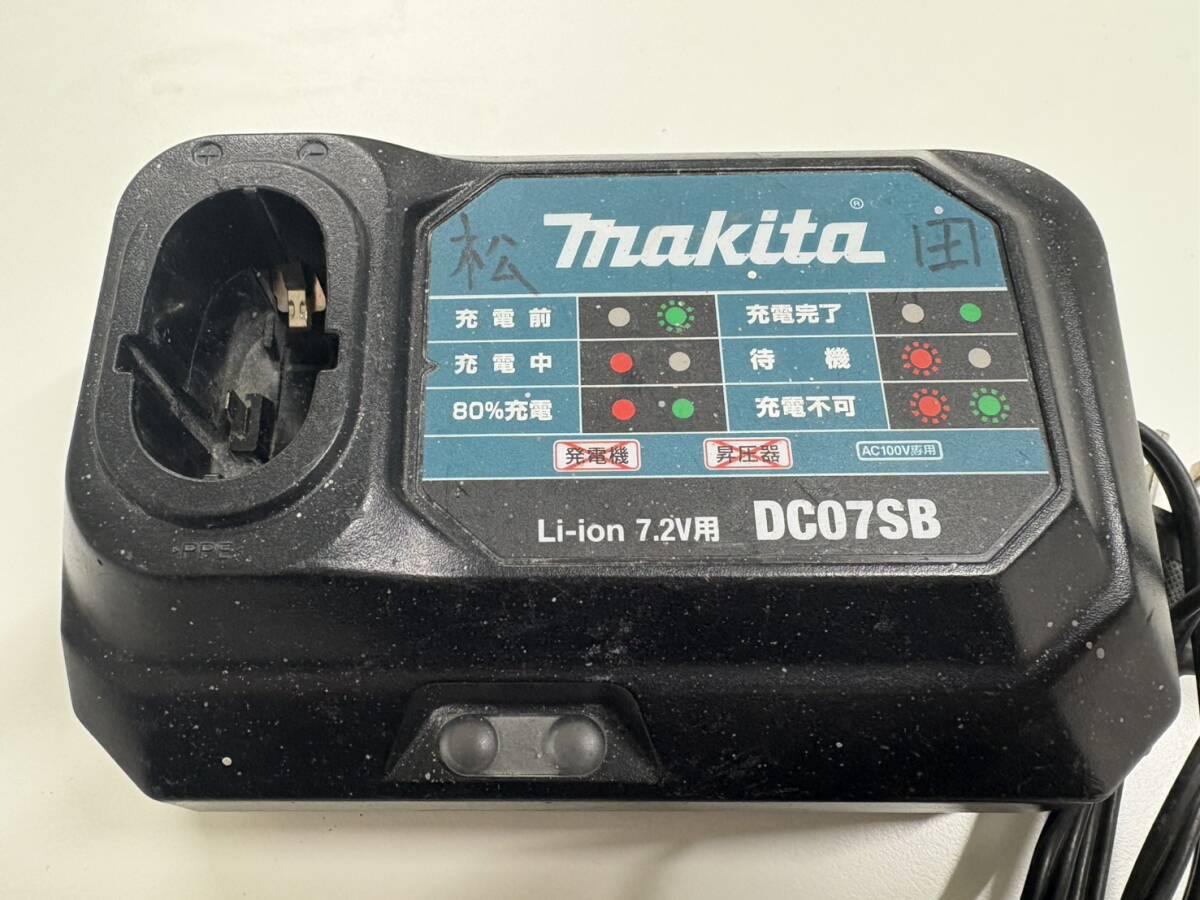 松 makita® 田
充電前 充電完了
充電中 待機
80%充電 充電不可
発電機 昇圧器 AC100V専用
Li-ion 7.2V用 DC07SB
>PPE<